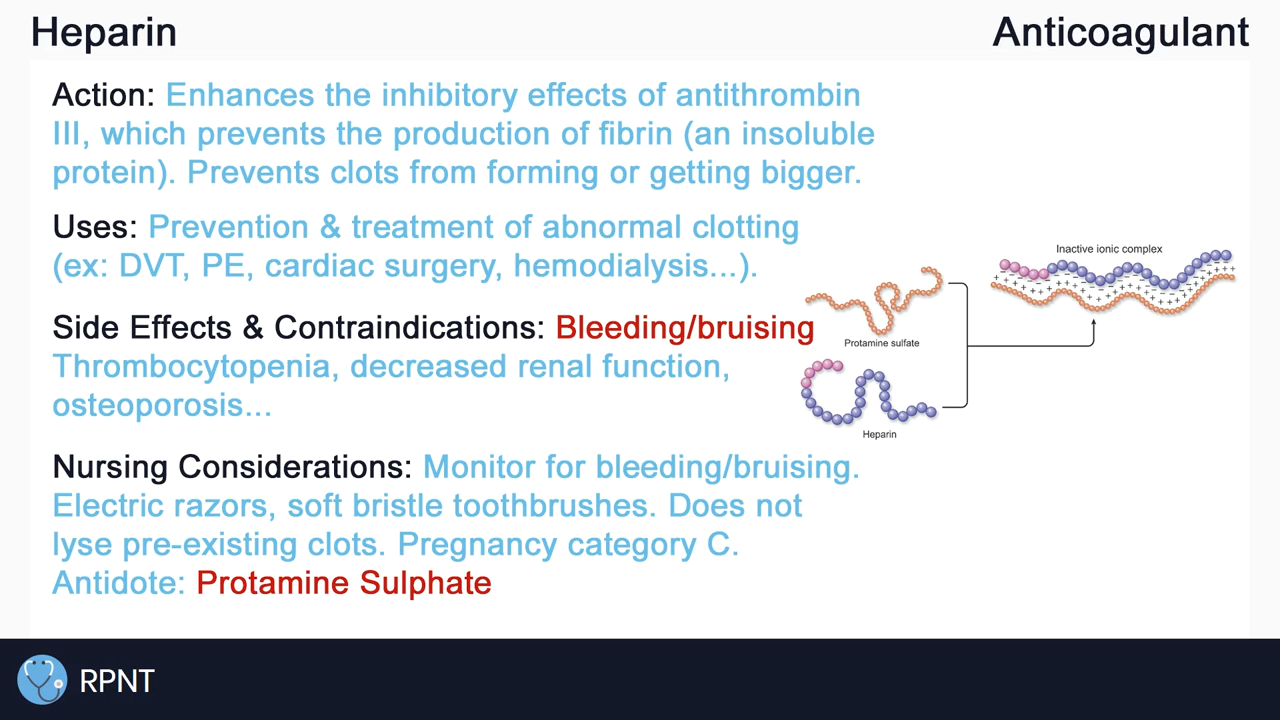 Heparin
Anticoagulant
Action: Enhances the inhibitory effects of antithrombin
III, which prevents the production of fibrin (an insoluble
protein). Prevents clots from forming or getting bigger.
Uses: Prevention & treatment of abnormal clotting
(ex: DVT, PE, cardiac surgery, hemodialysis...).
Side Effects & Contraindications: Bleeding/bruising
Thrombocytopenia, decreased renal function,
osteoporosis...
Nursing Considerations: Monitor for bleeding/bruising.
Electric razors, soft bristle toothbrushes. Does not
lyse pre-existing clots. Pregnancy category C.
Antidote: Protamine Sulphate
Inactive ionic complex
Protamine sulfate
Heparin
RPNT